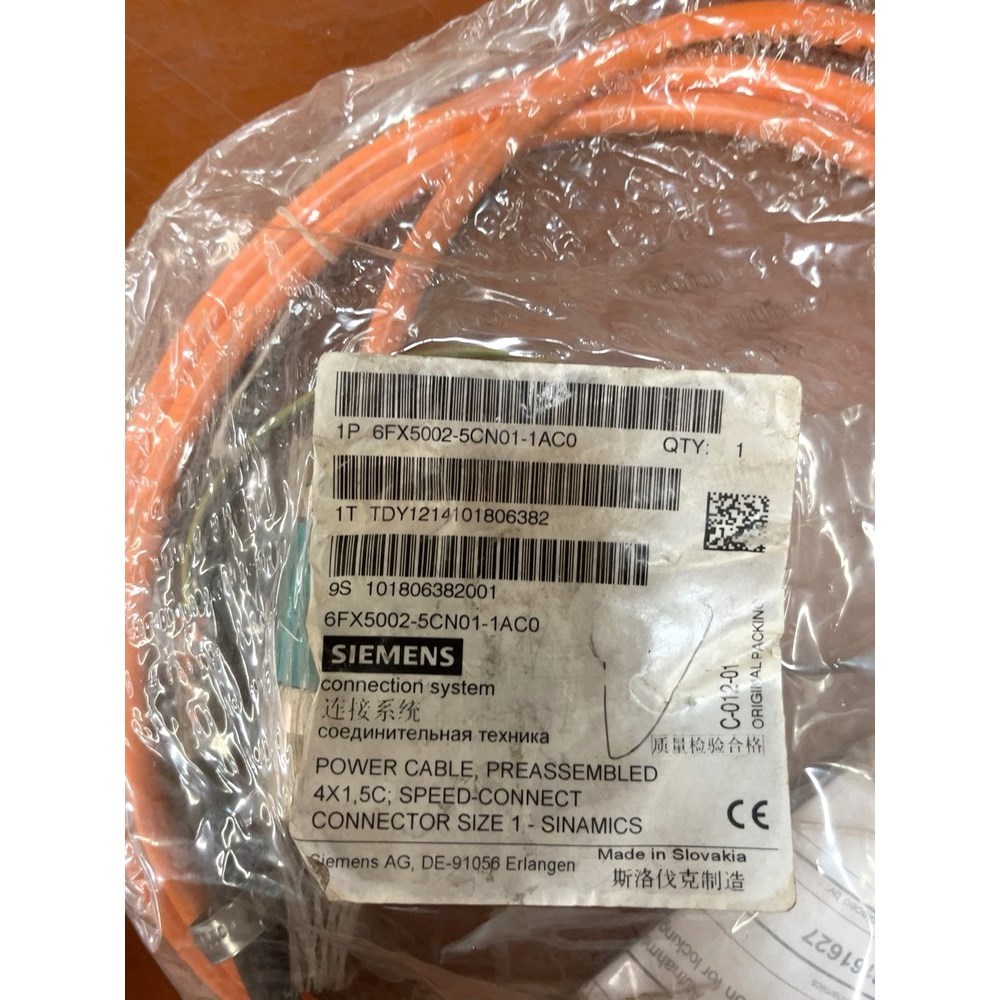 1P 6FX5002-5CN01-1AC0 QTY: 1
1T TDY1214101806382
9S 101806382001
6FX5002-5CN01-1AC0
SIEMENS
connection system
连接系统
соединительная техника
C-012-01
ORIGINAL PACKING
质量检验合格
POWER CABLE, PREASSEMBLED
4X1,5C; SPEED-CONNECT
CONNECTOR SIZE 1 - SINAMICS
CE
Siemens AG, DE-91056 Erlangen Made in Slovakia
斯洛伐克制造
on for locking